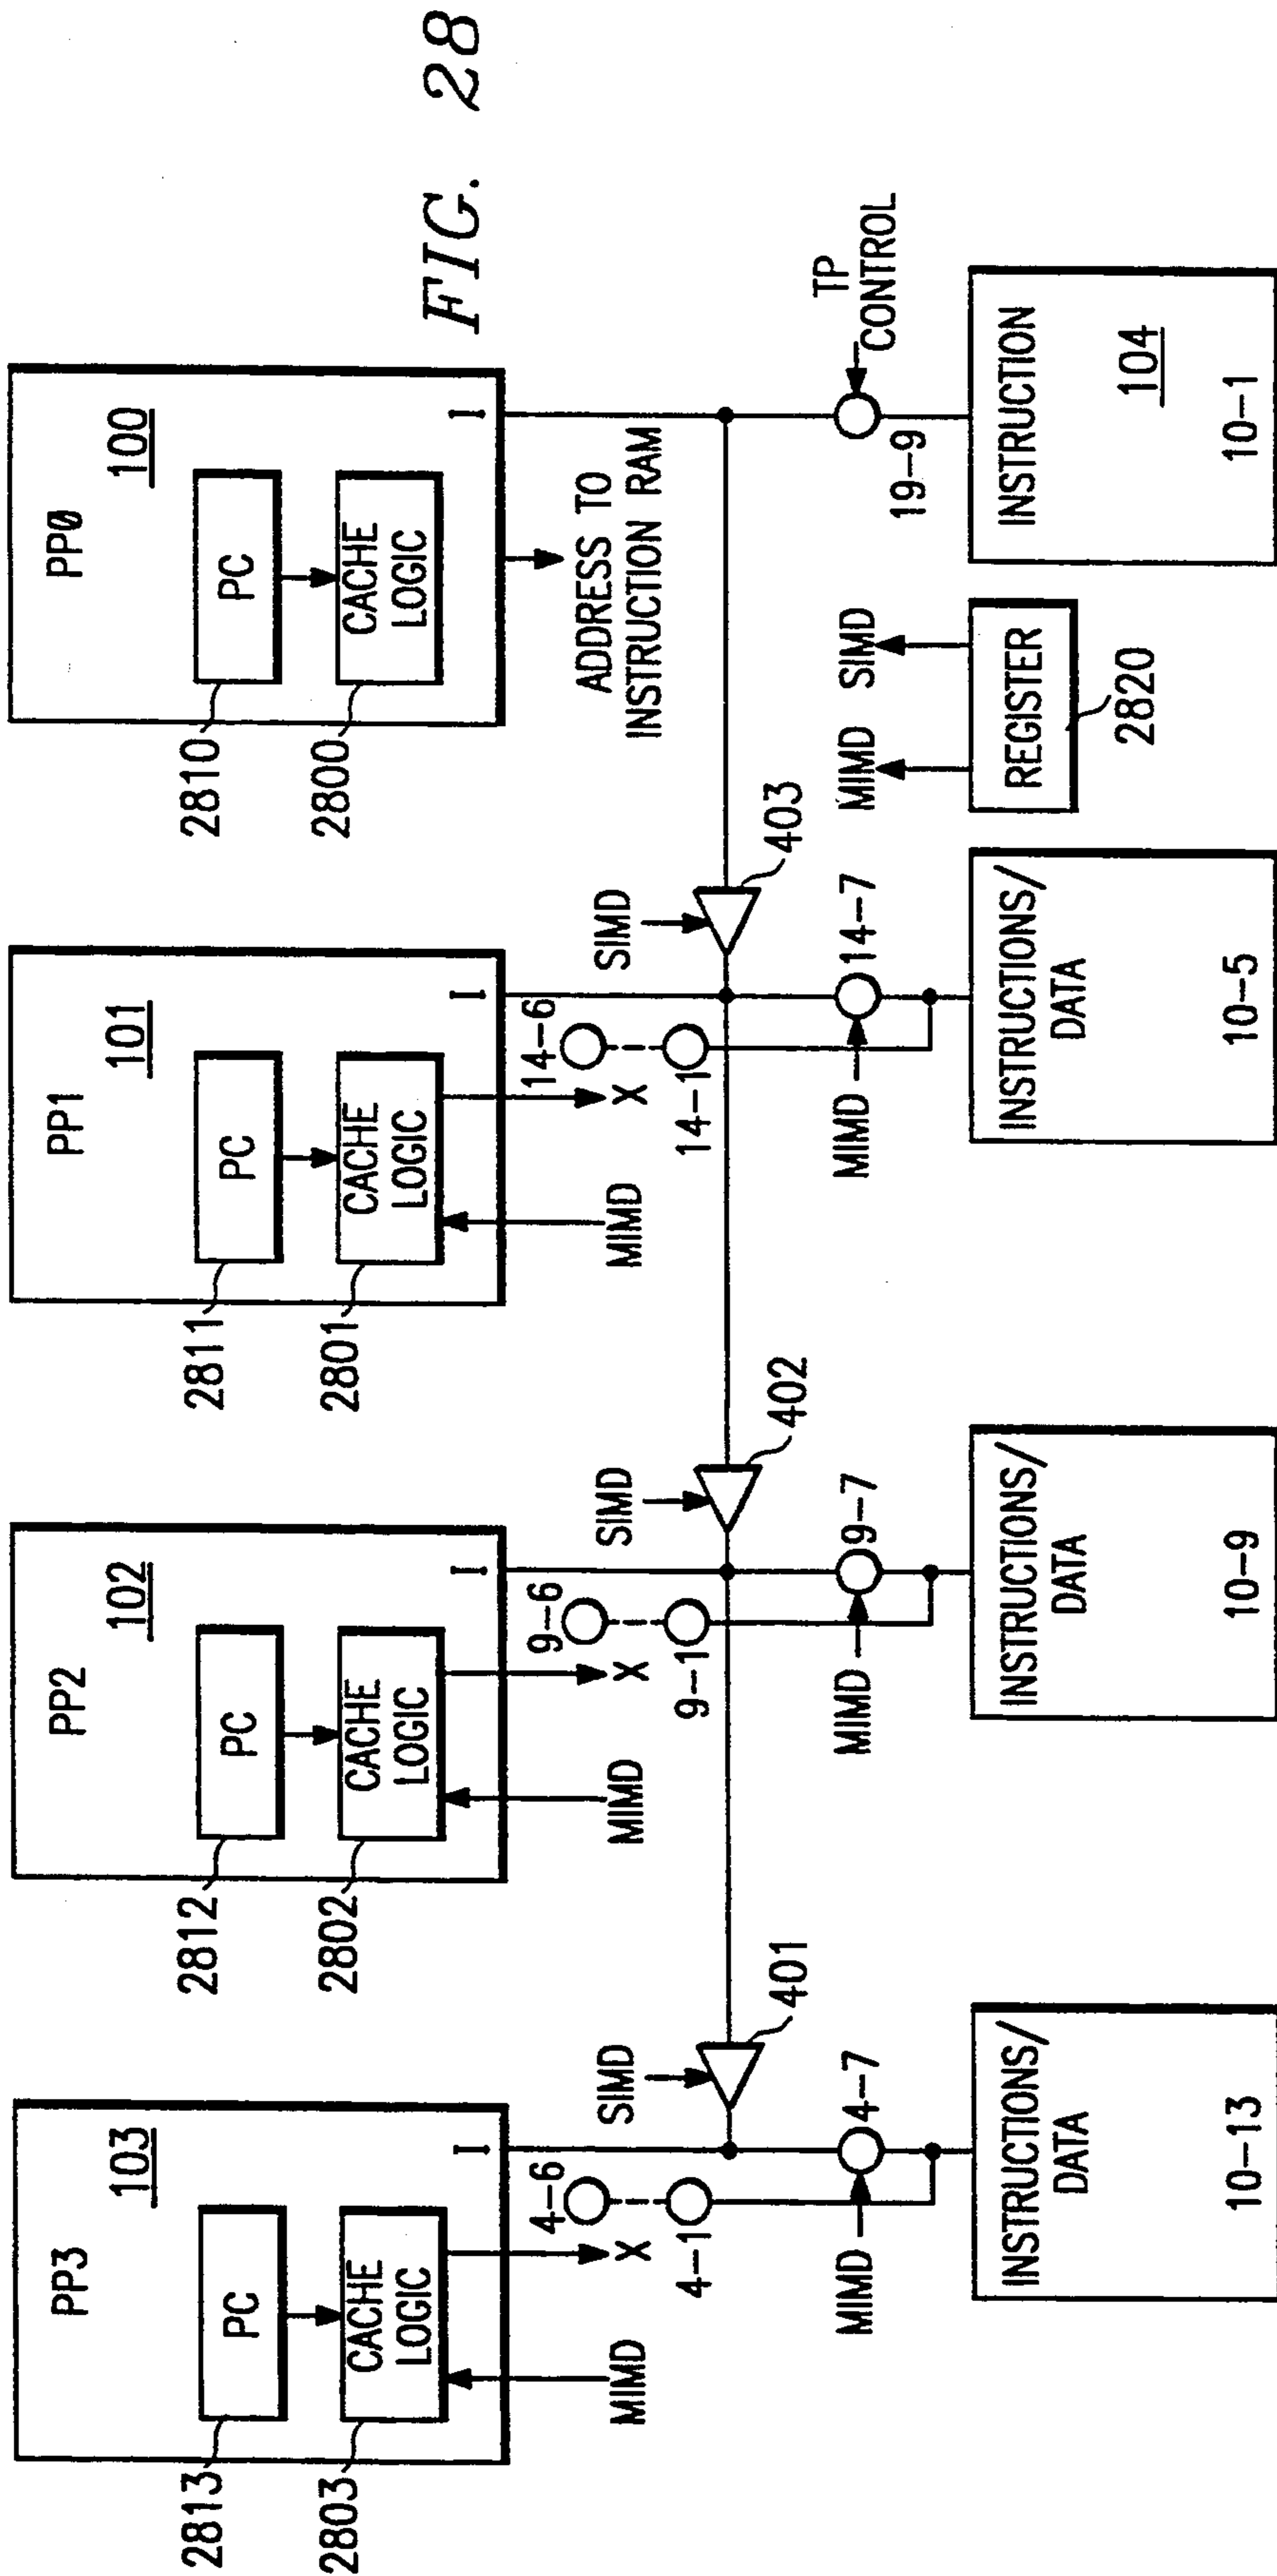 FIG. 28
PP3
103
PC
2813
CACHE
LOGIC
2803
I
MIMD
X
4-6
4-1
SIMD
401
MIMD
4-7
INSTRUCTIONS/
DATA
10-13
PP2
102
PC
2812
CACHE
LOGIC
2802
I
MIMD
X
9-6
9-1
SIMD
402
MIMD
9-7
INSTRUCTIONS/
DATA
10-9
PP1
101
PC
2811
CACHE
LOGIC
2801
I
MIMD
X
14-6
14-1
SIMD
403
MIMD
14-7
INSTRUCTIONS/
DATA
10-5
PPØ
100
PC
2810
CACHE
LOGIC
2800
I
ADDRESS TO
INSTRUCTION RAM
MIMD
SIMD
REGISTER
2820
TP
CONTROL
19-9
INSTRUCTION
104
10-1